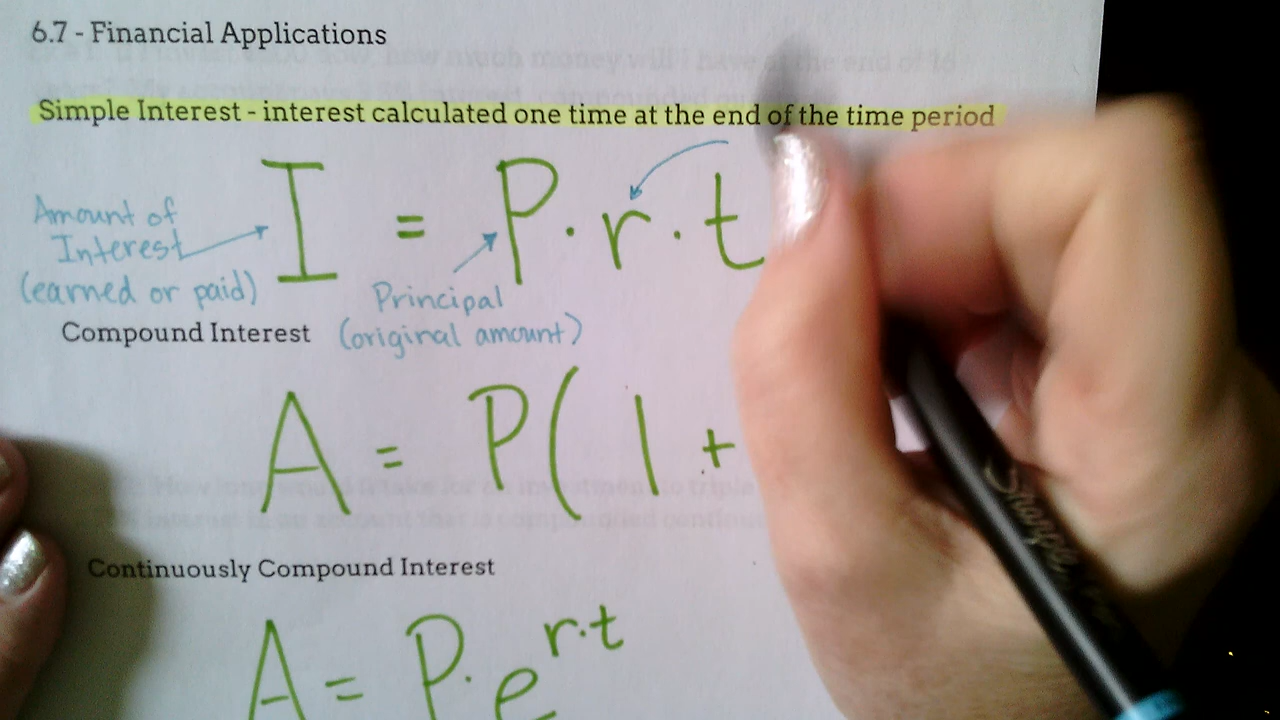 6.7 - Financial Applications
Simple Interest - interest calculated one time at the end of the time period
I = P · r · t
Amount of
Interest
(earned or paid)
Principal
(original amount)
Compound Interest
A = P( 1 +
Continuously Compound Interest
A = P · e^r·t
Sharpie